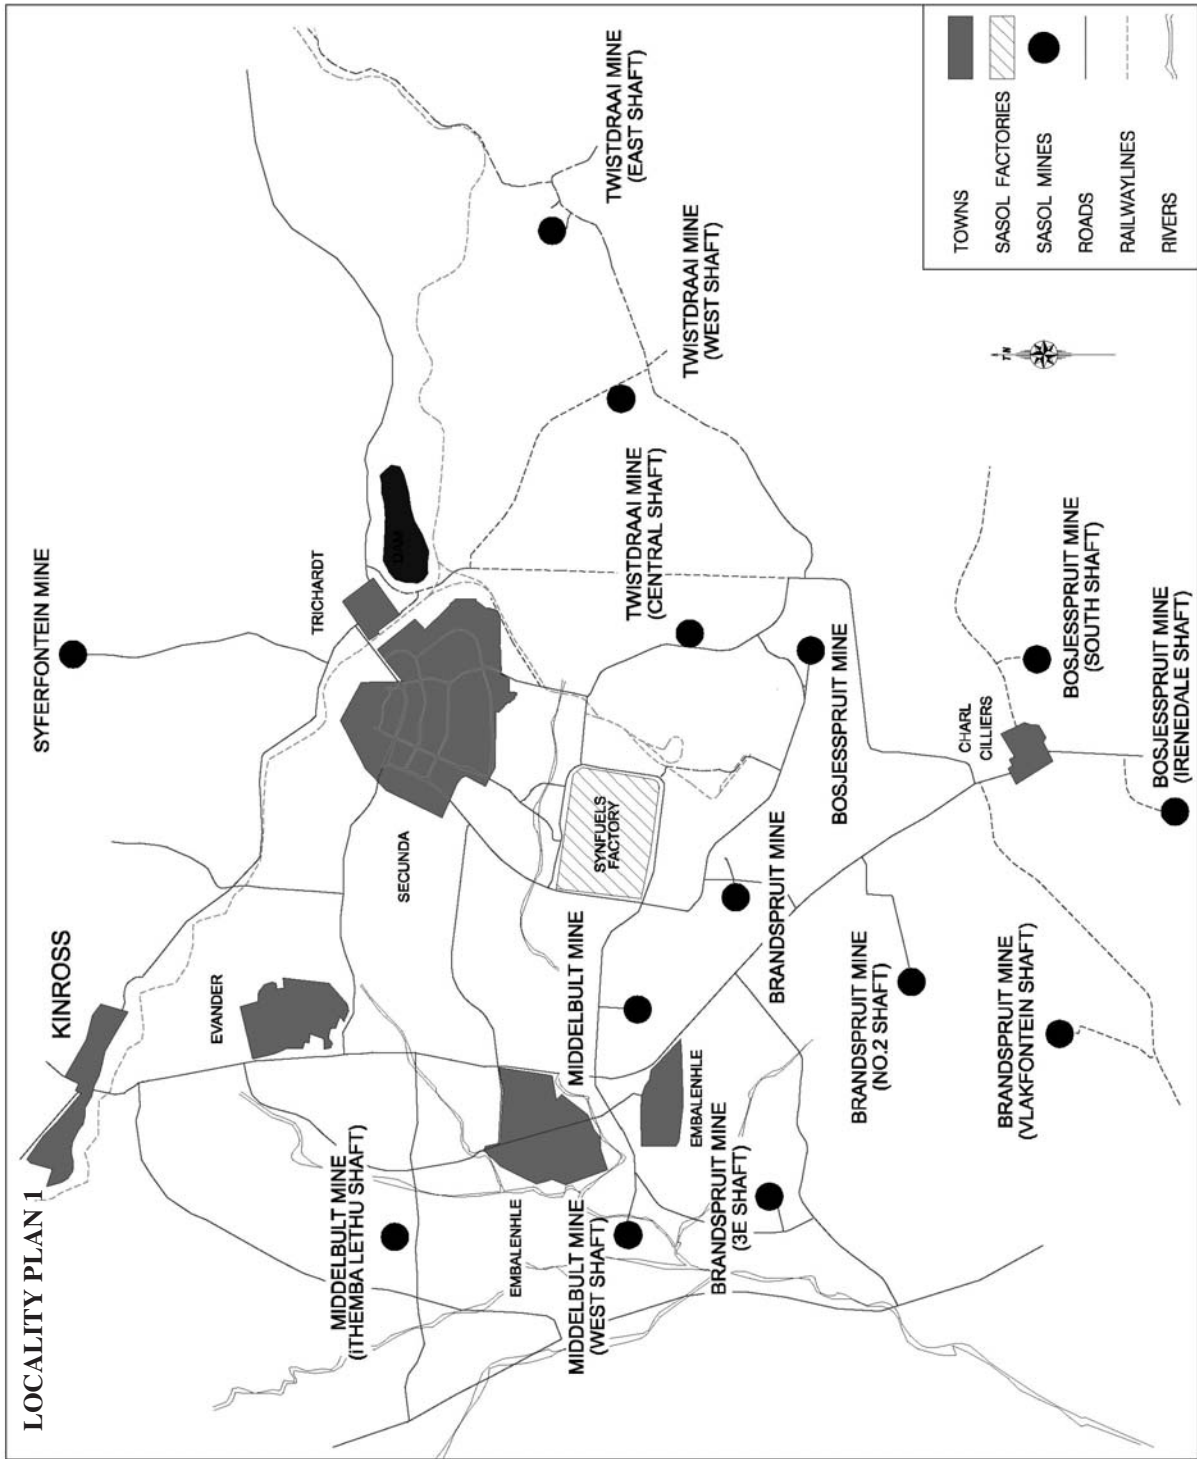 LOCALITY PLAN 1
KINROSS
SYFERFONTEIN MINE
EVANDER
TRICHARDT
MIDDELBULT MINE
(iTHEMBA LETHU SHAFT)
SECUNDA
DAM
EMBALENHLE
MIDDELBULT MINE
(WEST SHAFT)
MIDDELBULT MINE
SYNFUELS
FACTORY
TWISTDRAAI MINE
(CENTRAL SHAFT)
TWISTDRAAI MINE
(WEST SHAFT)
TWISTDRAAI MINE
(EAST SHAFT)
EMBALENHLE
BRANDSPRUIT MINE
(3E SHAFT)
BRANDSPRUIT MINE
BOSJESSPRUIT MINE
BRANDSPRUIT MINE
(NO.2 SHAFT)
CHARL
CILLIERS
BRANDSPRUIT MINE
(VLAKFONTEIN SHAFT)
BOSJESSPRUIT MINE
(SOUTH SHAFT)
BOSJESSPRUIT MINE
(IRENEDALE SHAFT)
TN
TOWNS
SASOL FACTORIES
SASOL MINES
ROADS
RAILWAYLINES
RIVERS